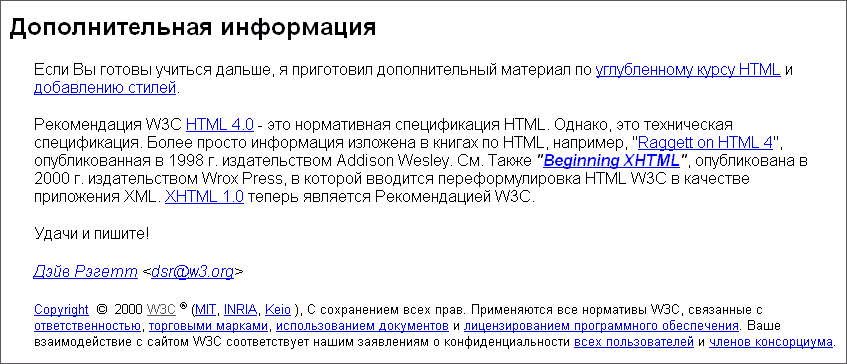 Дополнительная информация
Если Вы готовы учиться дальше, я приготовил дополнительный материал по углубленному курсу HTML и
добавлению стилей.
Рекомендация W3C HTML 4.0 - это нормативная спецификация HTML. Однако, это техническая
спецификация. Более просто информация изложена в книгах по HTML, например, "Raggett on HTML 4",
опубликованная в 1998 г. издательством Addison Wesley. См. Также "Beginning XHTML", опубликована в
2000 г. издательством Wrox Press, в которой вводится переформулировка HTML W3C в качестве
приложения XML. XHTML 1.0 теперь является Рекомендацией W3C.
Удачи и пишите!
Дэйв Рэгетт <dsr@w3.org>
Copyright © 2000 W3C ® (MIT, INRIA, Keio ), С сохранением всех прав. Применяются все нормативы W3C, связанные с
ответственностью, торговыми марками, использованием документов и лицензированием программного обеспечения. Ваше
взаимодействие с сайтом W3C соответствует нашим заявлениям о конфиденциальности всех пользователей и членов консорциума.